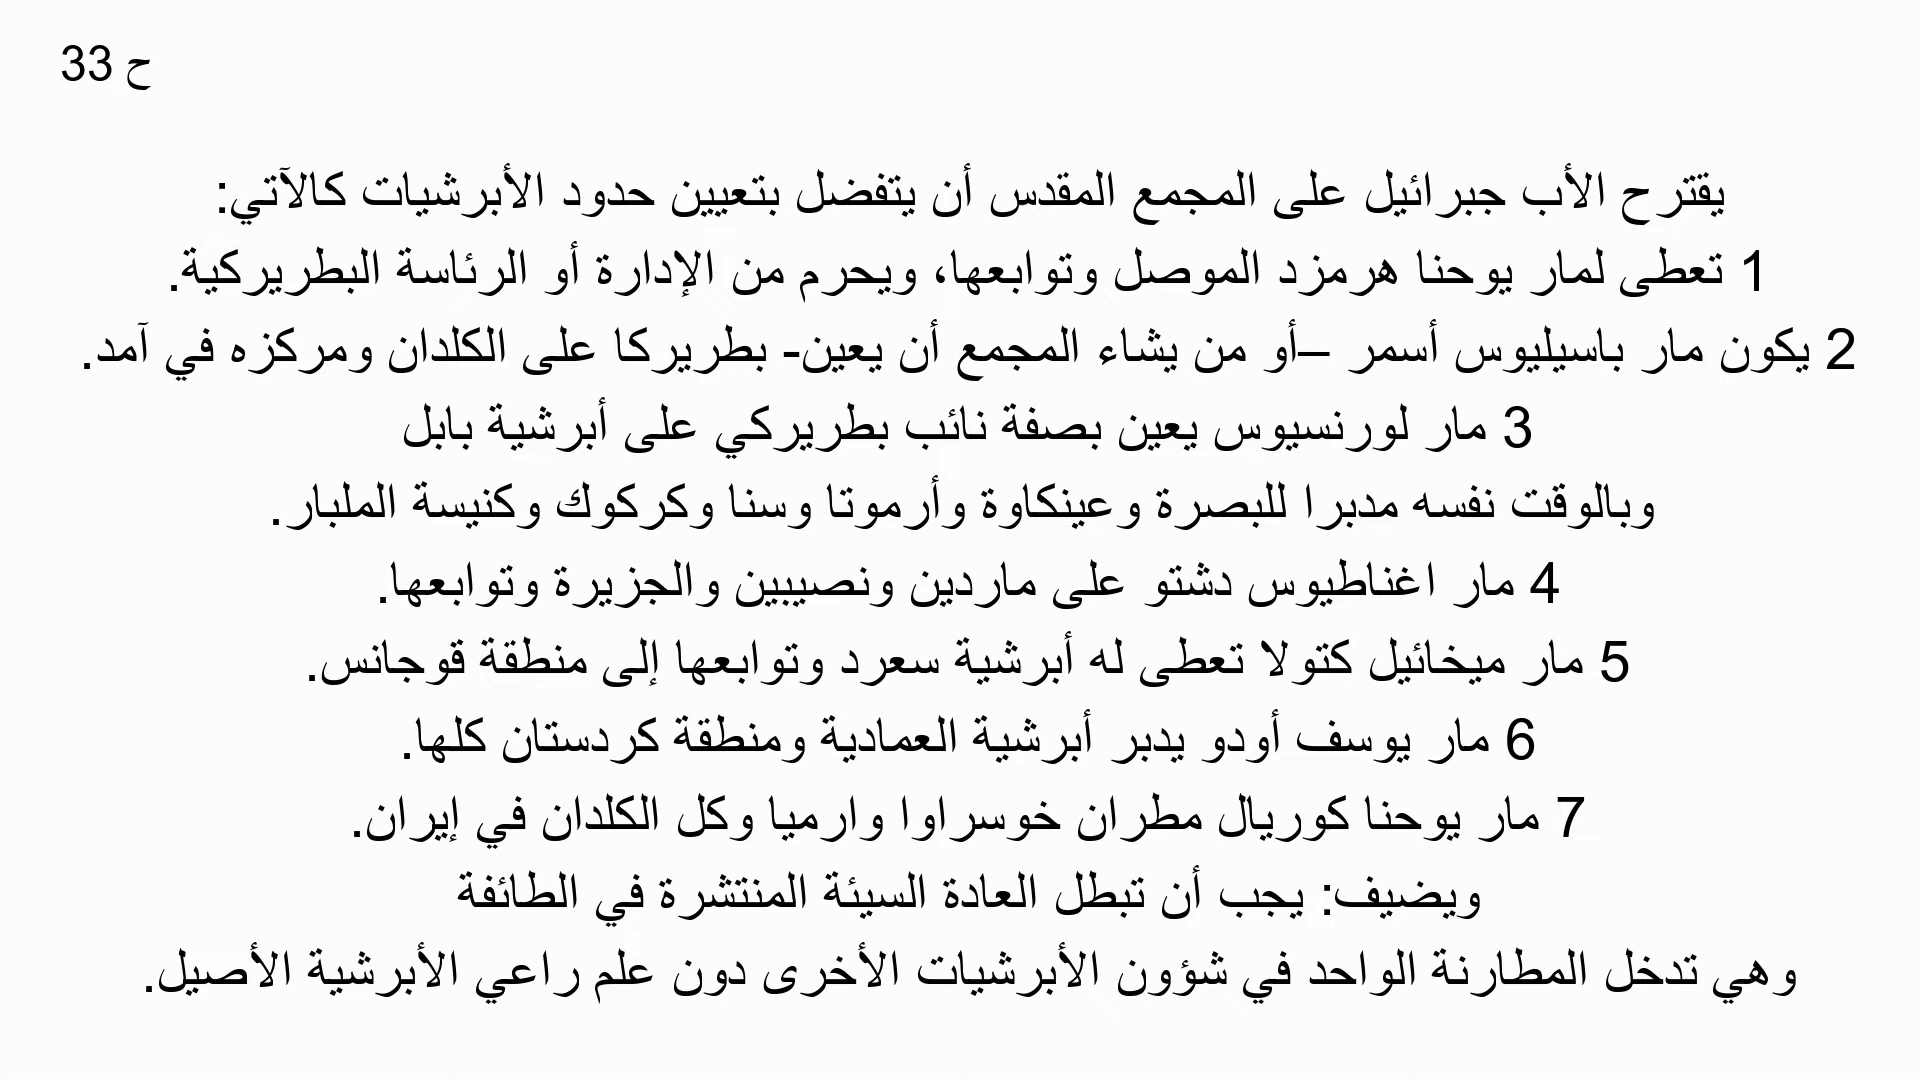 ح 33
يقترح الأب جبرائيل على المجمع المقدس أن يتفضل بتعيين حدود الأبرشيات كالآتي:
1 تعطى لمار يوحنا هرمزد الموصل وتوابعها، ويحرم من الإدارة أو الرئاسة البطريركية.
2 يكون مار باسيليوس أسمر –أو من يشاء المجمع أن يعين- بطريركا على الكلدان ومركزه في آمد.
3 مار لورنسيوس يعين بصفة نائب بطريركي على أبرشية بابل
وبالوقت نفسه مدبرا للبصرة وعينكاوة وأرموتا وسنا وكركوك وكنيسة الملبار.
4 مار اغناطيوس دشتو على ماردين ونصيبين والجزيرة وتوابعها.
5 مار ميخائيل كتولا تعطى له أبرشية سعرد وتوابعها إلى منطقة قوجانس.
6 مار يوسف أودو يدبر أبرشية العمادية ومنطقة كردستان كلها.
7 مار يوحنا كوريال مطران خوسراوا وارميا وكل الكلدان في إيران.
ويضيف: يجب أن تبطل العادة السيئة المنتشرة في الطائفة
وهي تدخل المطارنة الواحد في شؤون الأبرشيات الأخرى دون علم راعي الأبرشية الأصيل.